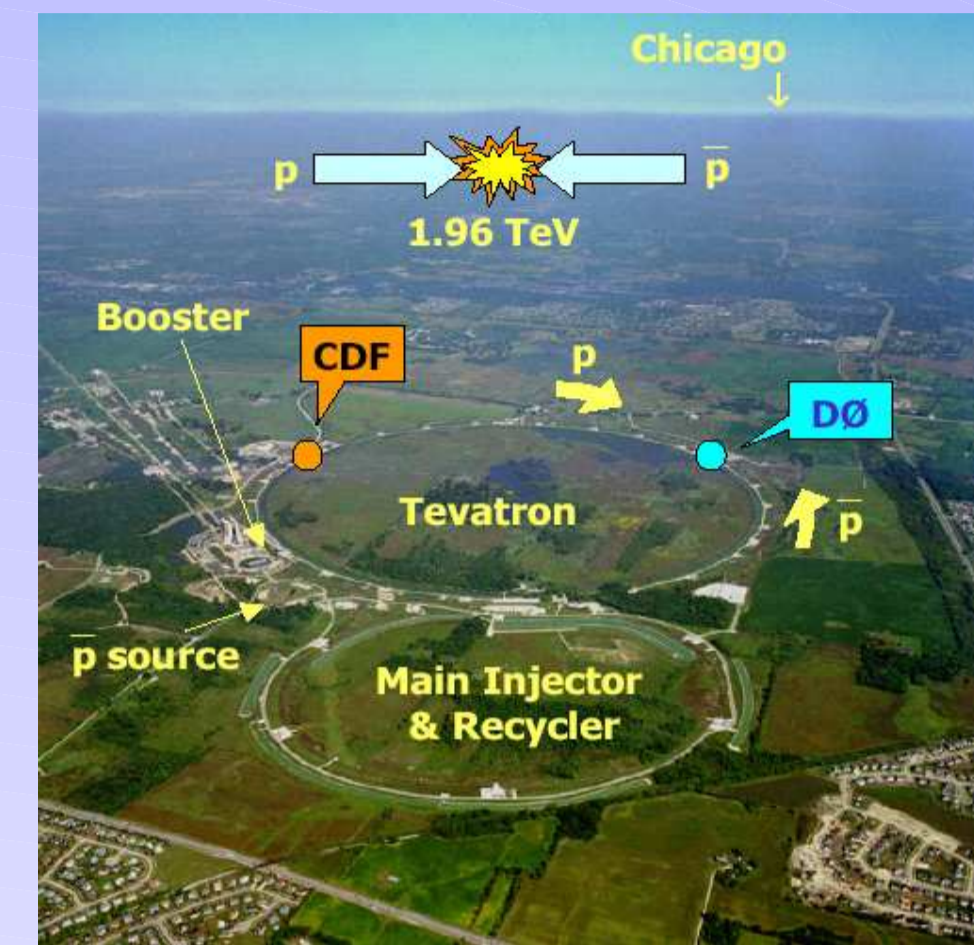 Chicago
↓
p
p̅
1.96 TeV
Booster
CDF
p
DØ
Tevatron
p̅
p̅ source
Main Injector
& Recycler